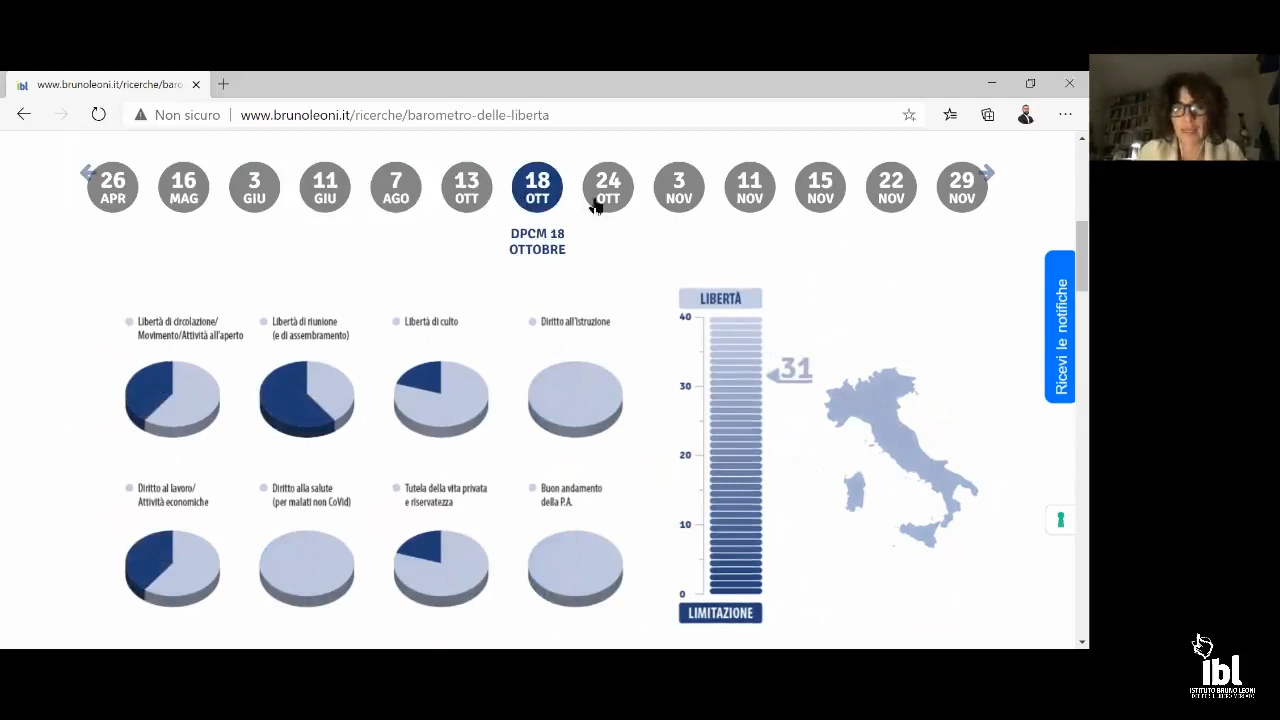 ibl www.brunoleoni.it/ricerche/baro
Non sicuro www.brunoleoni.it/ricerche/barometro-delle-liberta
26 APR
16 MAG
3 GIU
11 GIU
7 AGO
13 OTT
18 OTT
24 OTT
3 NOV
11 NOV
15 NOV
22 NOV
29 NOV
DPCM 18
OTTOBRE
Libertà di circolazione/
Movimento/Attività all'aperto
Libertà di riunione
(e di assembramento)
Libertà di culto
Diritto all'istruzione
Diritto al lavoro/
Attività economiche
Diritto alla salute
(per malati non CoVid)
Tutela della vita privata
e riservatezza
Buon andamento
della P.A.
LIBERTÀ
40
31
30
20
10
0
LIMITAZIONE
Ricevi le notifiche
ibl
ISTITUTO BRUNO LEONI